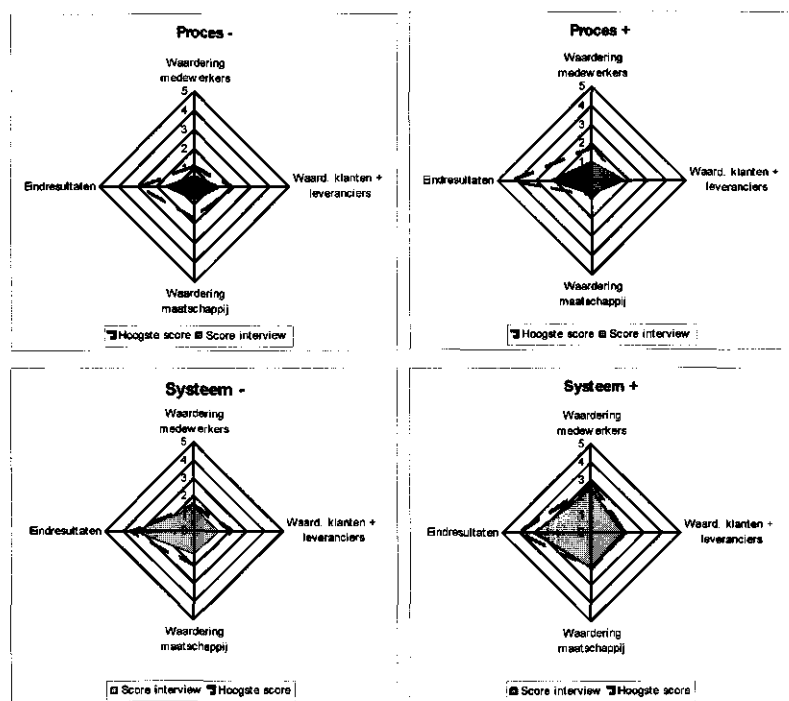 Proces -
Waardering
medewerkers
5
4
3
2
1
Eindresultaten
Waard. klanten +
leveranciers
Waardering
maatschappij
Hoogste score Score interview
Proces +
Waardering
medewerkers
5
4
3
2
1
Eindresultaten
Waard. klanten +
leveranciers
Waardering
maatschappij
Hoogste score Score interview
Systeem -
Waardering
medewerkers
5
4
3
2
Eindresultaten
Waard. klanten +
leveranciers
Waardering
maatschappij
Score interview Hoogste score
Systeem +
Waardering
medewerkers
5
4
3
Eindresultaten
Waard. klanten +
leveranciers
Waardering
maatschappij
Score interview Hoogste score